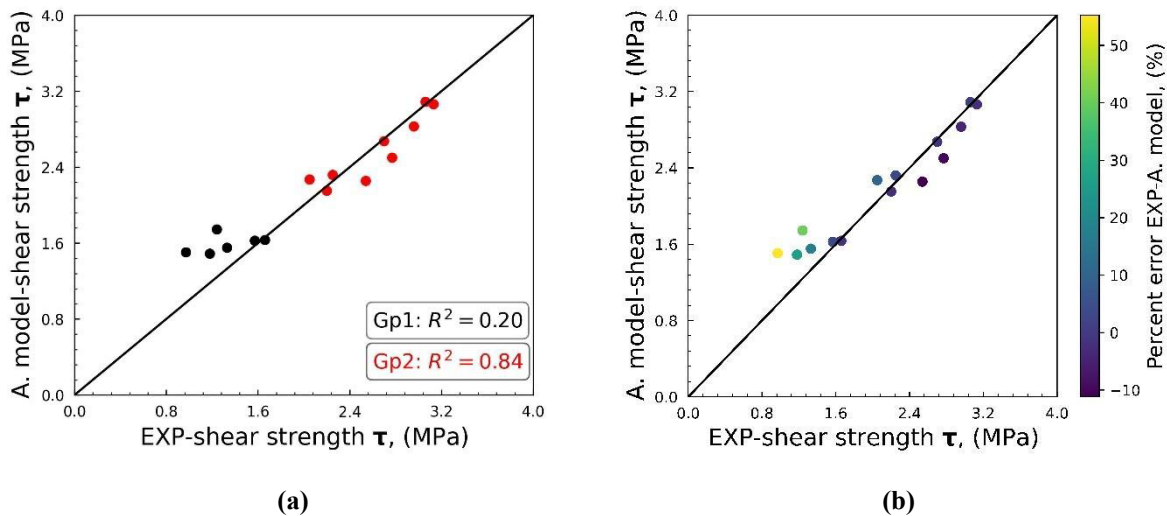 4.0
3.2
2.4
1.6
0.8
0.0
A. model-shear strength τ, (MPa)
Gp1: R² = 0.20
Gp2: R² = 0.84
0.0 0.8 1.6 2.4 3.2 4.0
EXP-shear strength τ, (MPa)
(a)
4.0
3.2
2.4
1.6
0.8
0.0
A. model-shear strength τ, (MPa)
0.0 0.8 1.6 2.4 3.2 4.0
EXP-shear strength τ, (MPa)
50
40
30
20
10
0
−10
Percent error EXP-A. model, (%)
(b)